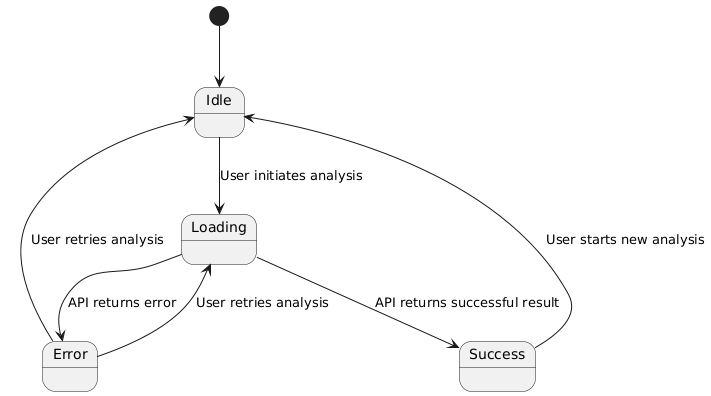 Idle
User initiates analysis
Loading
User retries analysis
User starts new analysis
API returns error
User retries analysis
API returns successful result
Error
Success